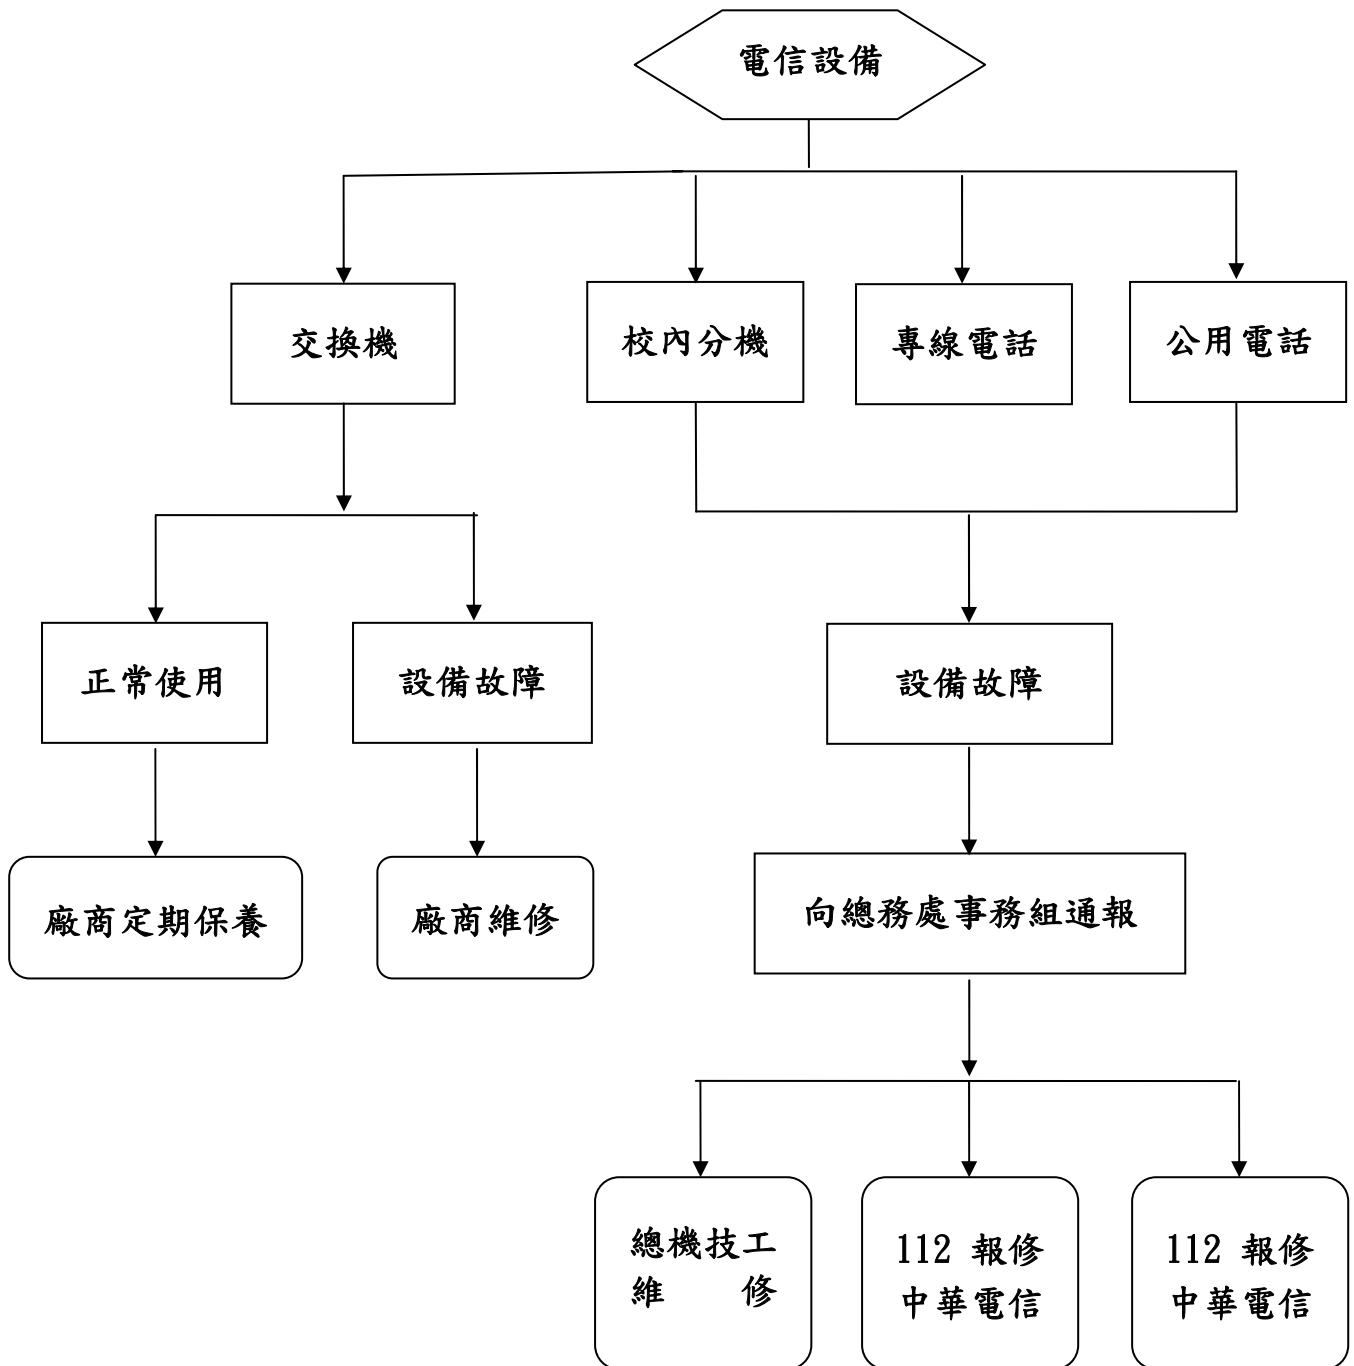 電信設備
交換機
校內分機
專線電話
公用電話
正常使用
設備故障
設備故障
廠商定期保養
廠商維修
向總務處事務組通報
總機技工
維 修
112 報修
中華電信
112 報修
中華電信